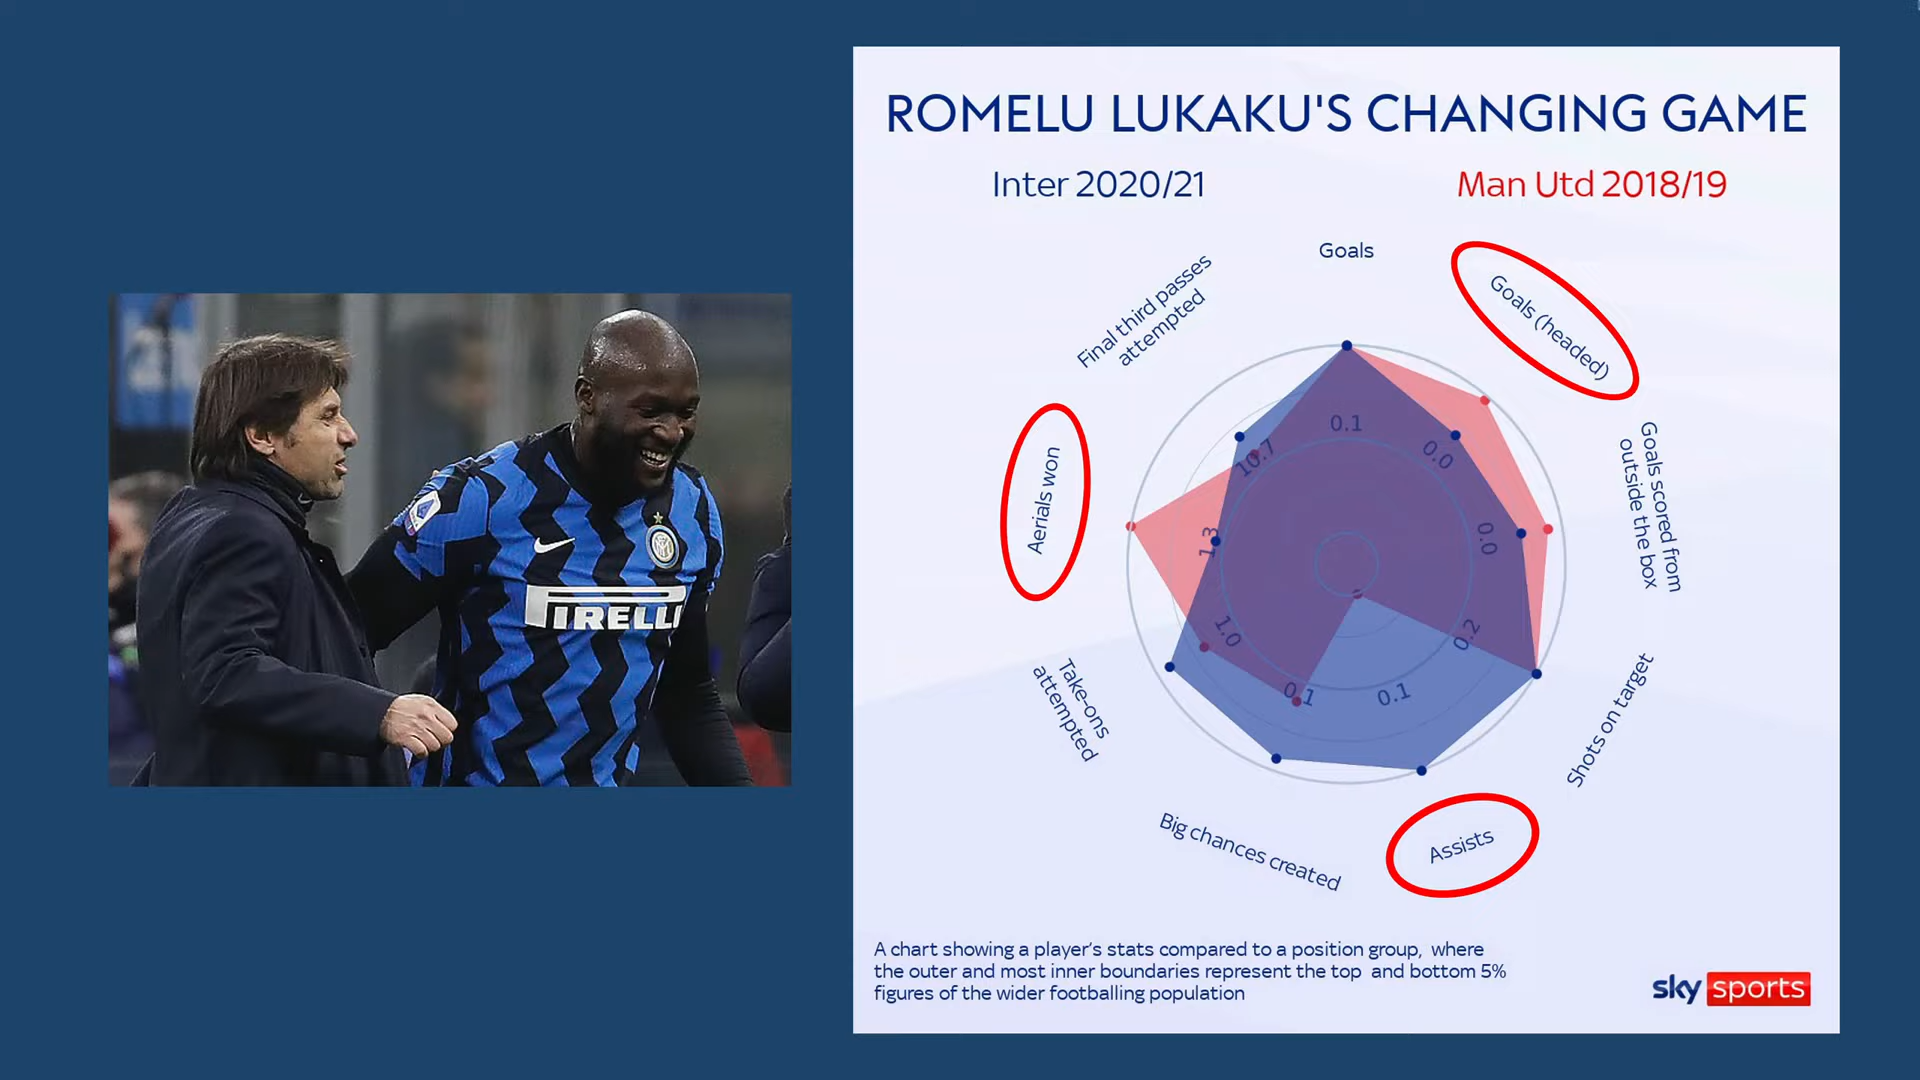 ROMELU LUKAKU'S CHANGING GAME
Inter 2020/21
Man Utd 2018/19
Goals
Goals (headed)
Goals scored from
outside the box
Shots on target
Assists
Big chances created
Take-ons
attempted
Aerials won
Final third passes
attempted
0.1
0.0
0.0
0.2
0.1
0.1
1.0
1.3
10.7
PIRELLI
A chart showing a player's stats compared to a position group, where
the outer and most inner boundaries represent the top and bottom 5%
figures of the wider footballing population
sky sports